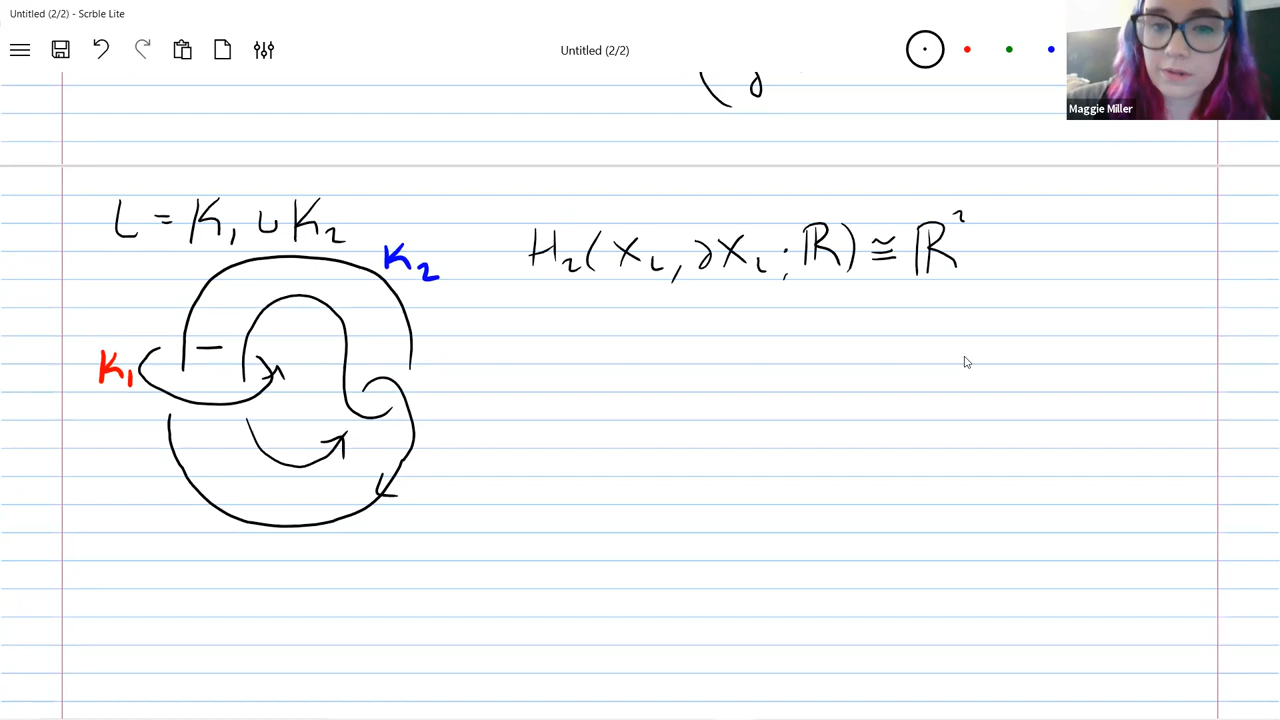 Untitled (2/2) - Scrble Lite
Untitled (2/2)
Maggie Miller
L = K₁ ∪ K₂
K₂
H₂(X_L, ∂X_L; ℝ) ≅ ℝ²
K₁